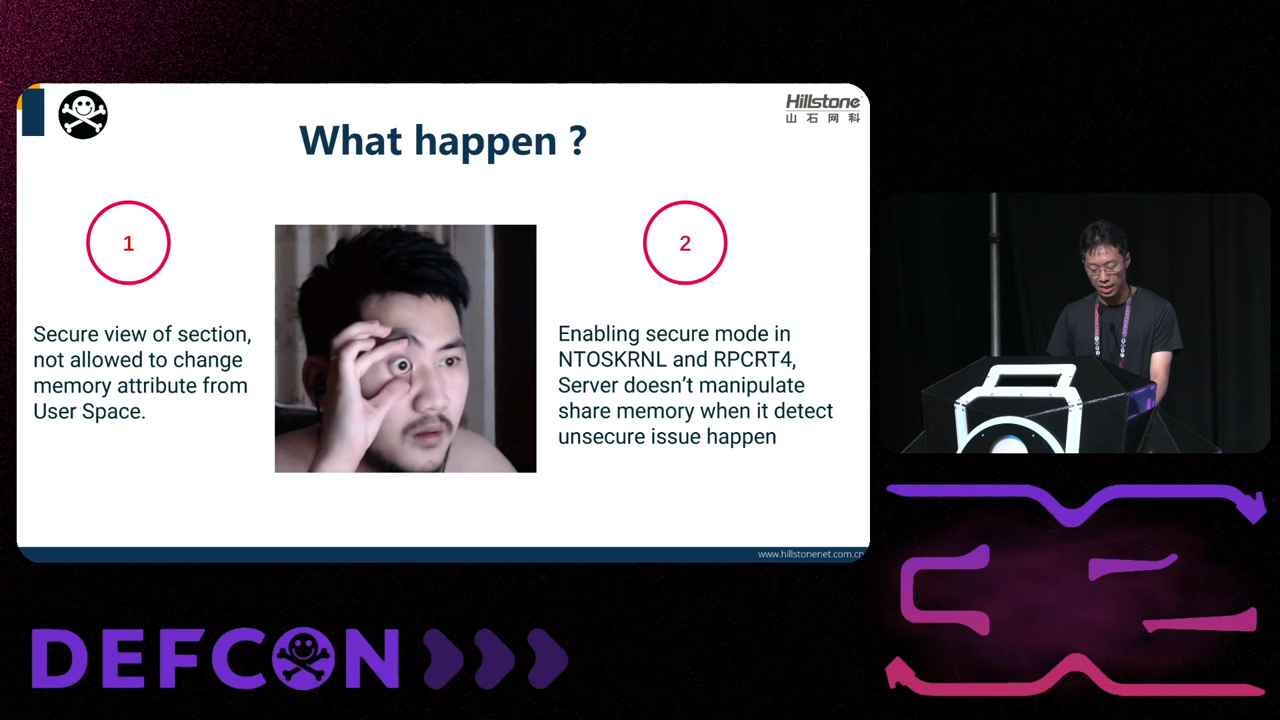 Hillstone
山石网科
What happen ?
1
2
Secure view of section,
not allowed to change
memory attribute from
User Space.
Enabling secure mode in
NTOSKRNL and RPCRT4,
Server doesn’t manipulate
share memory when it detect
unsecure issue happen
www.hillstonenet.com.cn
DEFCON